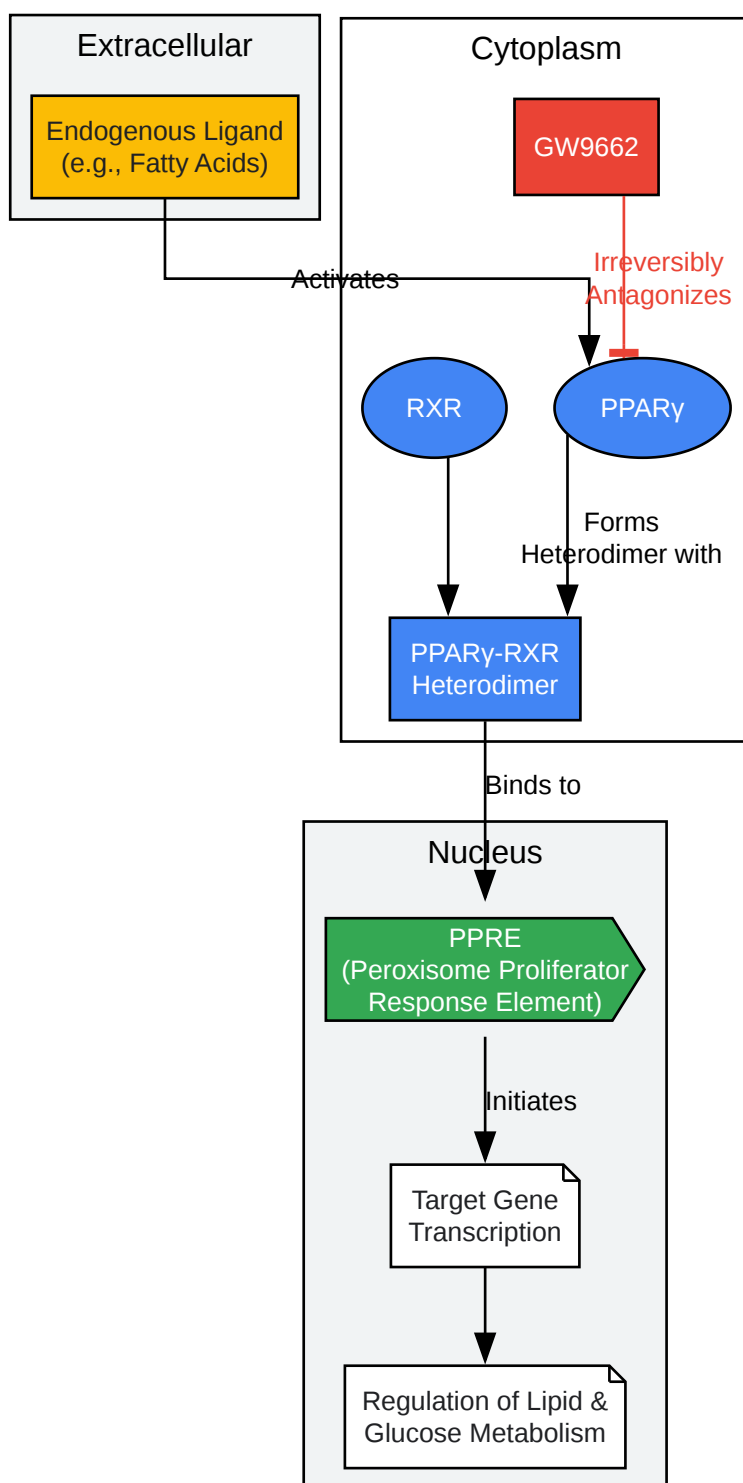 Extracellular
Cytoplasm
Endogenous Ligand
(e.g., Fatty Acids)
GW9662
Activates
Irreversibly
Antagonizes
RXR
PPARγ
Forms
Heterodimer with
PPARγ-RXR
Heterodimer
Binds to
Nucleus
PPRE
(Peroxisome Proliferator
Response Element)
Initiates
Target Gene
Transcription
Regulation of Lipid &
Glucose Metabolism